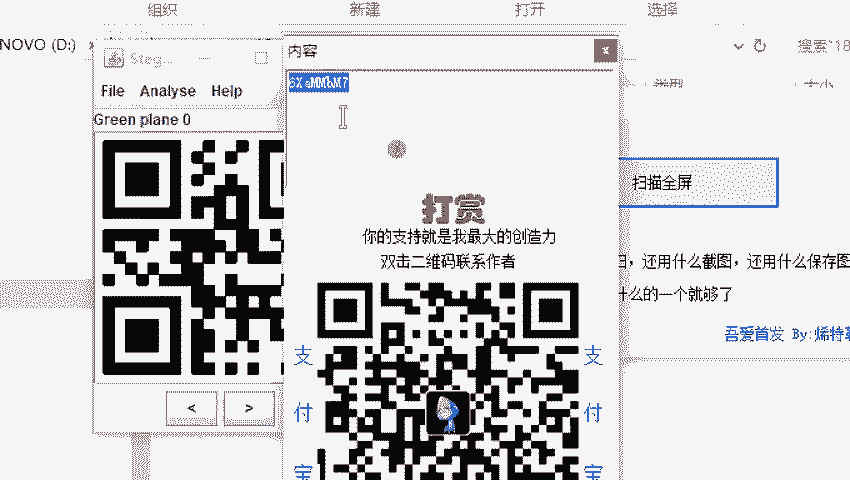 组织
新建
打开
选择
NOVO (D:)
搜索"18
Steg...
File Analyse Help
Green plane 0
内容
扫描全屏
打赏
你的支持就是我最大的创造力
双击二维码联系作者
还用什么截图，还用什么保存图
什么的一个就够了
吾爱首发 By:烯特
支
付
宝
支
付
宝
<
>